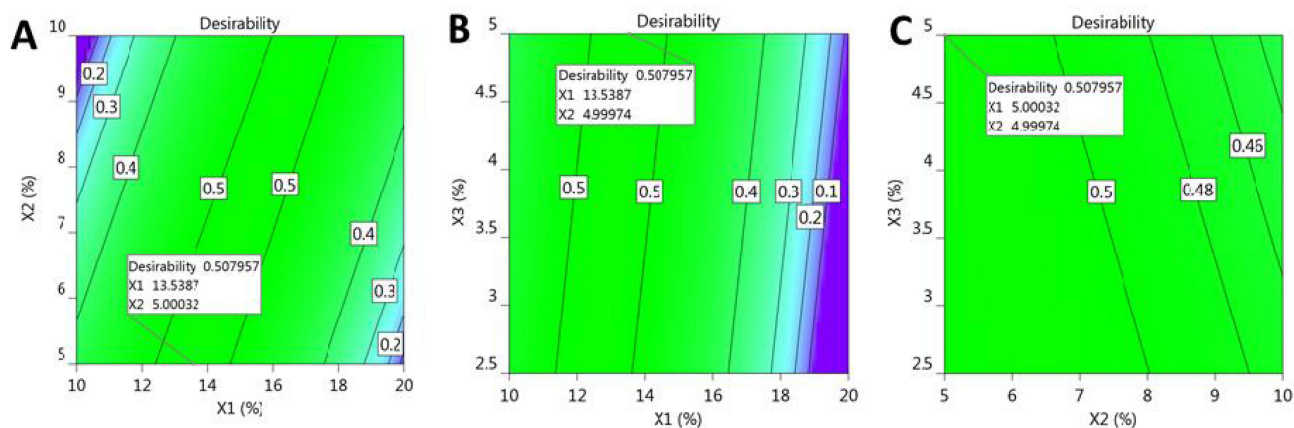 A
Desirability
X2 (%)
10
9
8
7
6
5
0.2
0.3
0.4
0.5
0.5
0.4
0.3
0.2
Desirability 0.507957
X1 13.5387
X2 5.00032
10
12
14
16
18
20
X1 (%)
B
Desirability
X3 (%)
5
4.5
4
3.5
3
2.5
Desirability 0.507957
X1 13.5387
X2 4.99974
0.5
0.5
0.4
0.3
0.1
0.2
10
12
14
16
18
20
X1 (%)
C
Desirability
X3 (%)
5
4.5
4
3.5
3
2.5
Desirability 0.507957
X1 5.00032
X2 4.99974
0.46
0.5
0.48
5
6
7
8
9
10
X2 (%)